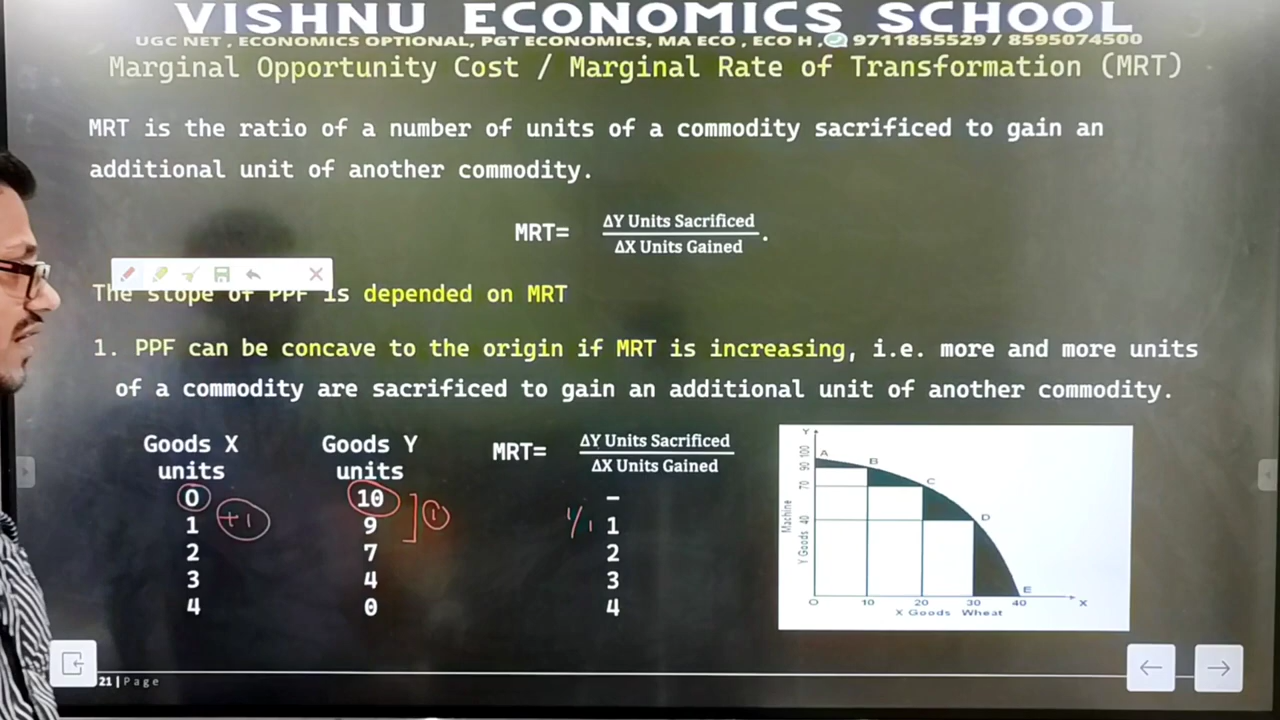 VISHNU ECONOMICS SCHOOL
UGC NET , ECONOMICS OPTIONAL, PGT ECONOMICS, MA ECO , ECO H , 9711855529 / 8595074500
Marginal Opportunity Cost / Marginal Rate of Transformation (MRT)
MRT is the ratio of a number of units of a commodity sacrificed to gain an
additional unit of another commodity.
MRT= ΔY Units Sacrificed
ΔX Units Gained .
The slope of PPF is depended on MRT
1. PPF can be concave to the origin if MRT is increasing, i.e. more and more units
of a commodity are sacrificed to gain an additional unit of another commodity.
Goods X Goods Y MRT= ΔY Units Sacrificed
units units ΔX Units Gained
0 10 –
1 +1 9 1 1/1 1
2 7 2
3 4 3
4 0 4
Y
A
B
C
D
E
100
90
70
40
Machine
Y Goods
O 10 20 30 40 X
X Goods Wheat
21 | Page